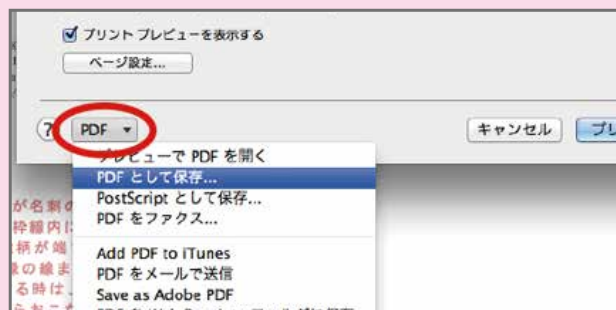 プリント プレビューを表示する
ページ設定...
?
PDF
キャンセル
プリ
プレビューで PDF を開く
PDF として保存...
PostScript として保存...
PDF をファクス...
が名刺の
枠線内に
柄が端
Add PDF to iTunes
PDF をメールで送信
の線ま
Save as Adobe PDF
る時は、